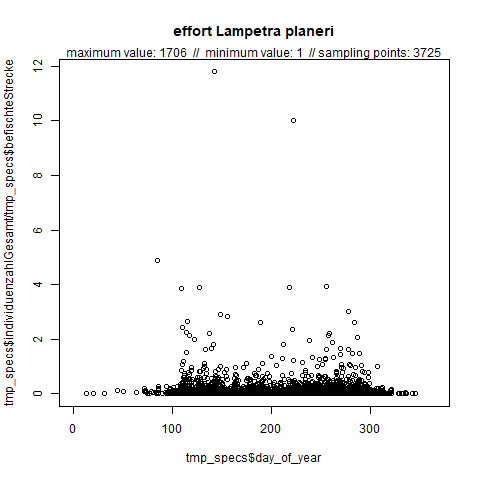 effort Lampetra planeri
maximum value: 1706 // minimum value: 1 // sampling points: 3725
tmp_specs$individuenzahlGesamt/tmp_specs$befischteStrecke
12
10
8
6
4
2
0
0 100 200 300
tmp_specs$day_of_year